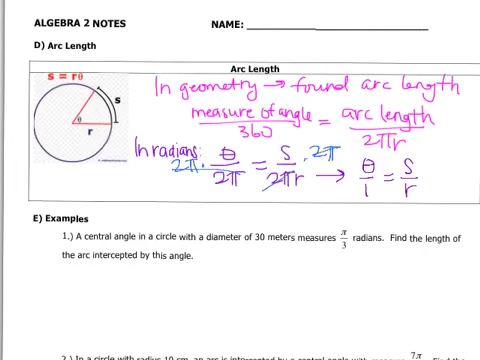 ALGEBRA 2 NOTES NAME: ___________________________
D) Arc Length
Arc Length
s = rθ
s
θ
r
In geometry → found arc length
measure of angle / 360 = arc length / 2πr
In radians: 2π · θ/2π = S/2πr · 2π → θ/1 = S/r
E) Examples
1.) A central angle in a circle with a diameter of 30 meters measures π/3 radians. Find the length of
the arc intercepted by this angle.
2.) In a circle with radius 10 cm, an arc is intercepted by a central angle with measure 7π